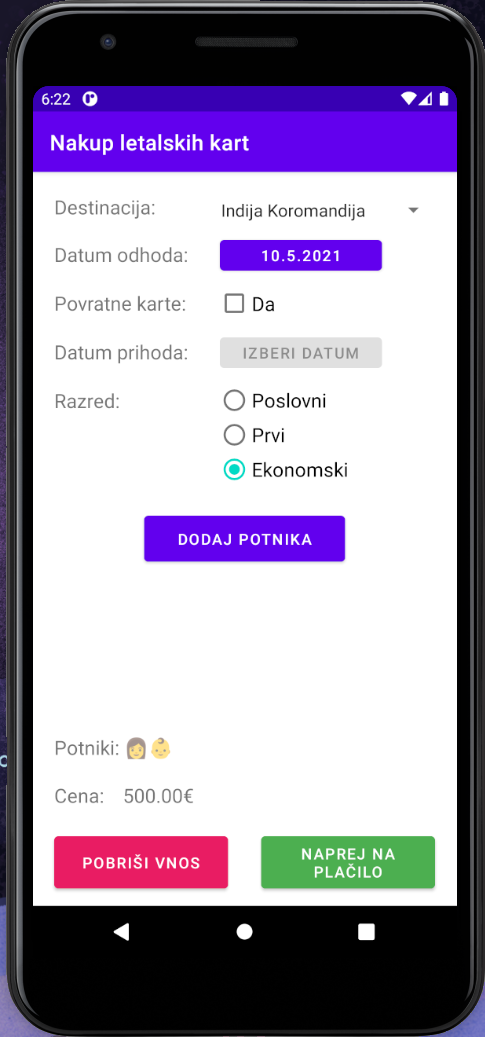 6:22
Nakup letalskih kart
Destinacija: Indija Koromandija
Datum odhoda: 10.5.2021
Povratne karte: Da
Datum prihoda: IZBERI DATUM
Razred: Poslovni
Prvi
Ekonomski
DODAJ POTNIKA
Potniki: 👩👶
Cena: 500.00€
POBRIŠI VNOS
NAPREJ NA
PLAČILO